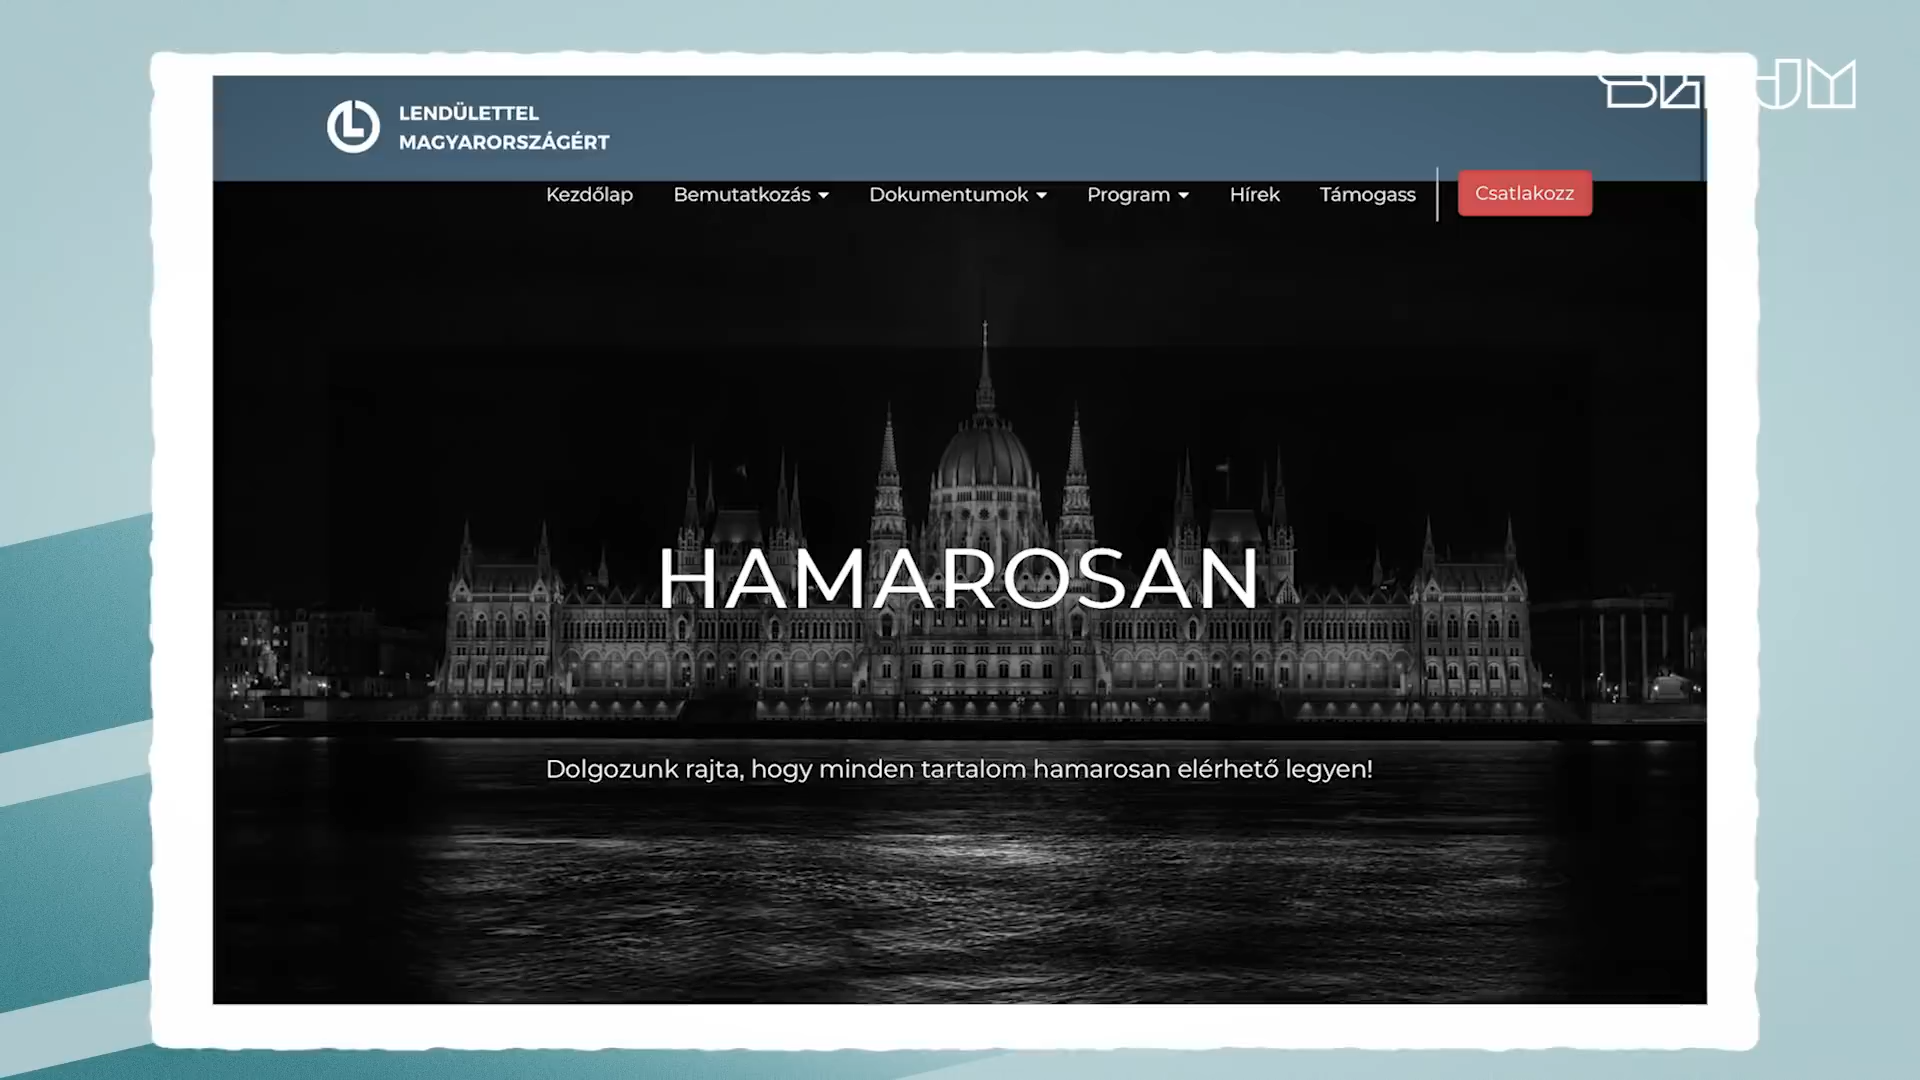 LENDÜLETTEL
MAGYARORSZÁGÉRT
Kezdőlap Bemutatkozás Dokumentumok Program Hírek Támogass Csatlakozz
HAMAROSAN
Dolgozunk rajta, hogy minden tartalom hamarosan elérhető legyen!